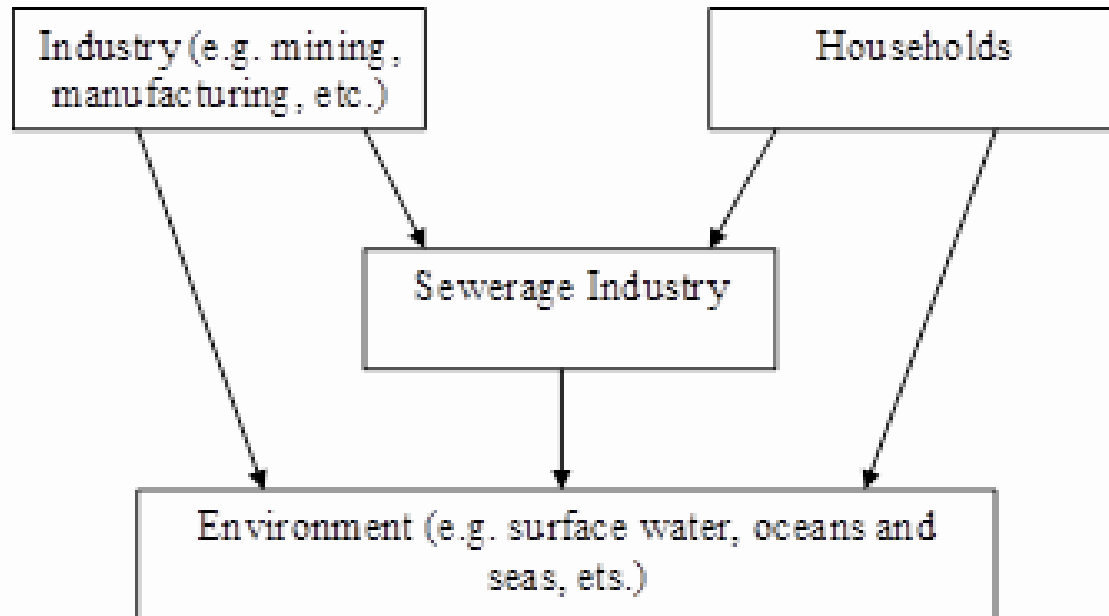 Industry (e.g. mining,
manufacturing, etc.)
Households
Sewerage Industry
Environment (e.g. surface water, oceans and
seas, ets.)